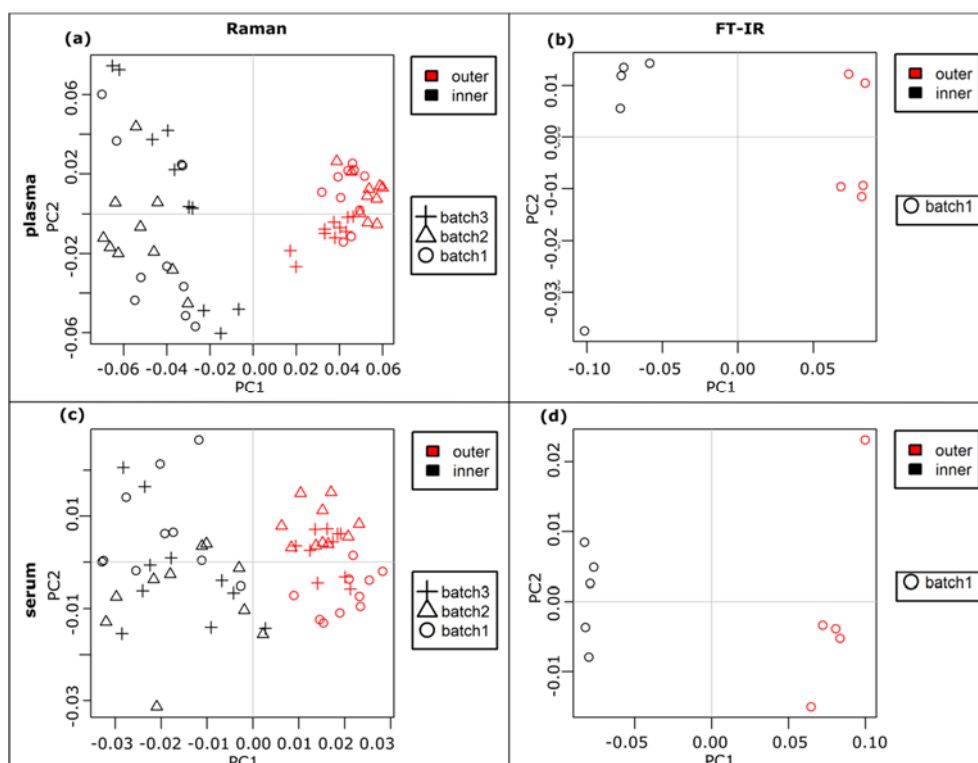 Raman
FT-IR
(a)
0.06
0.02
-0.02
-0.06
plasma
PC2
-0.06 -0.04 -0.02 0.00 0.02 0.04 0.06
PC1
outer
inner
batch3
batch2
batch1
(b)
0.01
0.00
-0.01
-0.02
-0.03
PC2
-0.10 -0.05 0.00 0.05
PC1
outer
inner
batch1
(c)
0.01
-0.01
-0.03
serum
PC2
-0.03 -0.02 -0.01 0.00 0.01 0.02 0.03
PC1
outer
inner
batch3
batch2
batch1
(d)
0.02
0.01
0.00
-0.01
PC2
-0.05 0.00 0.05 0.10
PC1
outer
inner
batch1